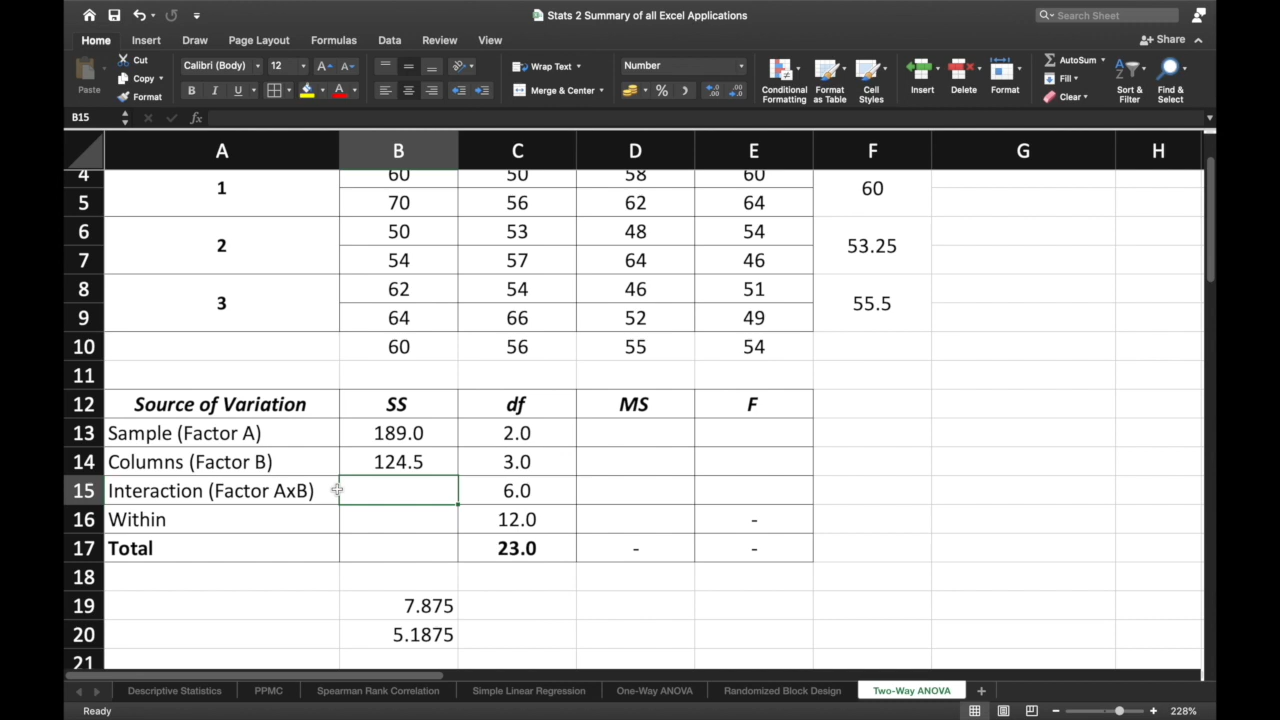 Stats 2 Summary of all Excel Applications
Search Sheet
Home Insert Draw Page Layout Formulas Data Review View
Share
Paste
Cut
Copy
Format
Calibri (Body) 12
B I U
Wrap Text
Merge & Center
Number
Conditional Formatting
Format as Table
Cell Styles
Insert
Delete
Format
AutoSum
Fill
Clear
Sort & Filter
Find & Select
B15 fx
A B C D E F G H
4 1 60 50 58 60 60
5 70 56 62 64
6 2 50 53 48 54 53.25
7 54 57 64 46
8 3 62 54 46 51 55.5
9 64 66 52 49
10 60 56 55 54
11
12 Source of Variation SS df MS F
13 Sample (Factor A) 189.0 2.0
14 Columns (Factor B) 124.5 3.0
15 Interaction (Factor AxB) 6.0
16 Within 12.0 -
17 Total 23.0 - -
18
19 7.875
20 5.1875
21
Descriptive Statistics PPMC Spearman Rank Correlation Simple Linear Regression One-Way ANOVA Randomized Block Design Two-Way ANOVA
Ready 228%